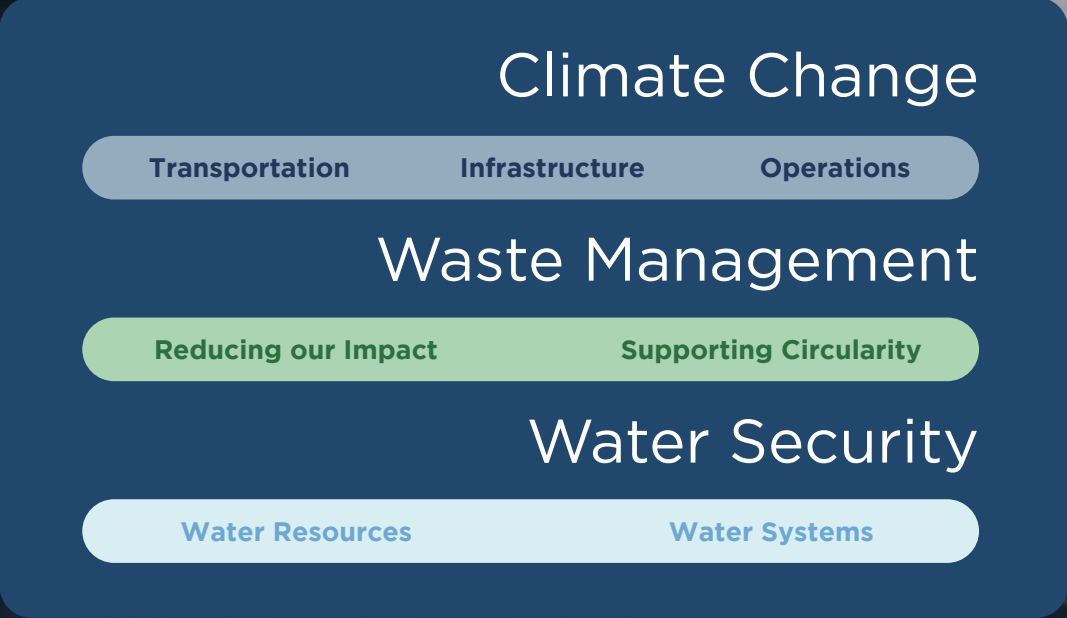 Climate Change
Transportation Infrastructure Operations
Waste Management
Reducing our Impact Supporting Circularity
Water Security
Water Resources Water Systems